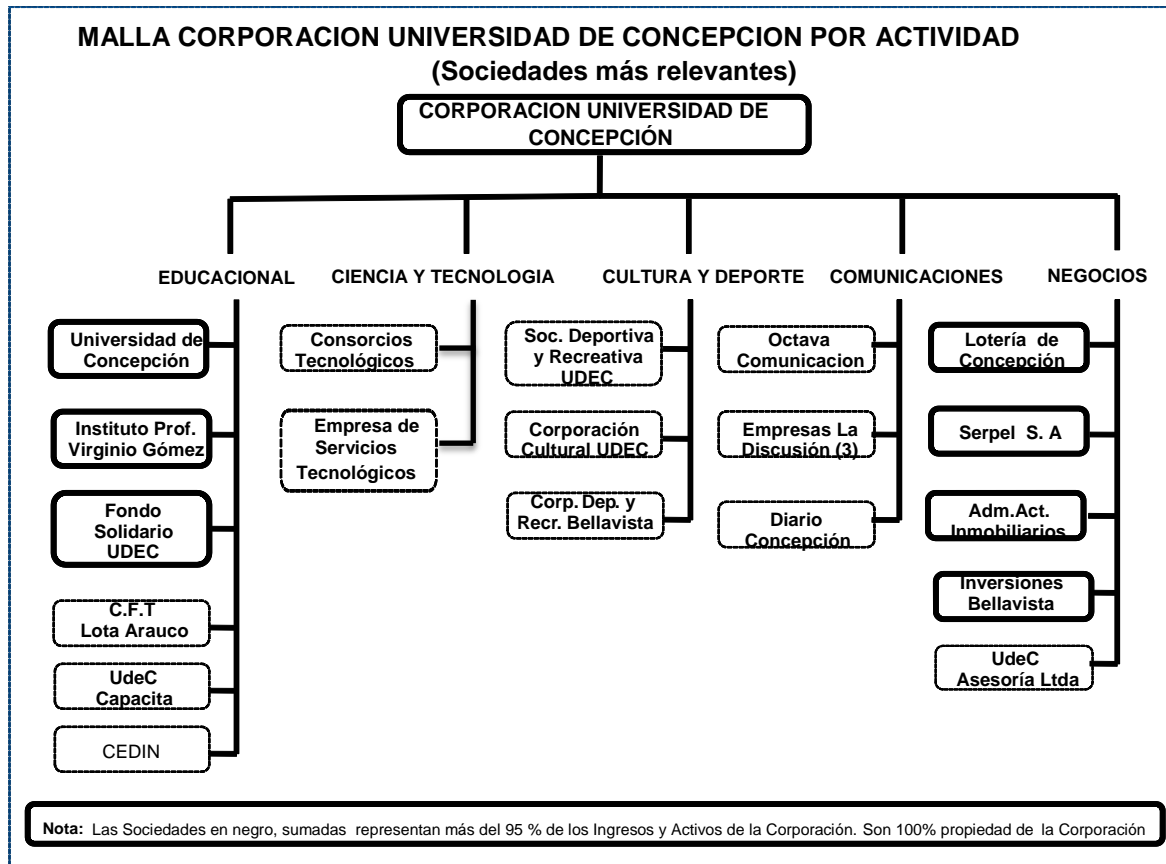 MALLA CORPORACION UNIVERSIDAD DE CONCEPCION POR ACTIVIDAD
(Sociedades más relevantes)
CORPORACION UNIVERSIDAD DE
CONCEPCIÓN
EDUCACIONAL
Universidad de
Concepción
Instituto Prof.
Virginio Gómez
Fondo
Solidario
UDEC
C.F.T
Lota Arauco
UdeC
Capacita
CEDIN
CIENCIA Y TECNOLOGIA
Consorcios
Tecnológicos
Empresa de
Servicios
Tecnológicos
CULTURA Y DEPORTE
Soc. Deportiva
y Recreativa
UDEC
Corporación
Cultural UDEC
Corp. Dep. y
Recr. Bellavista
COMUNICACIONES
Octava
Comunicacion
Empresas La
Discusión (3)
Diario
Concepción
NEGOCIOS
Lotería de
Concepción
Serpel S. A
Adm.Act.
Inmobiliarios
Inversiones
Bellavista
UdeC
Asesoría Ltda
Nota: Las Sociedades en negro, sumadas representan más del 95 % de los Ingresos y Activos de la Corporación. Son 100% propiedad de la Corporación